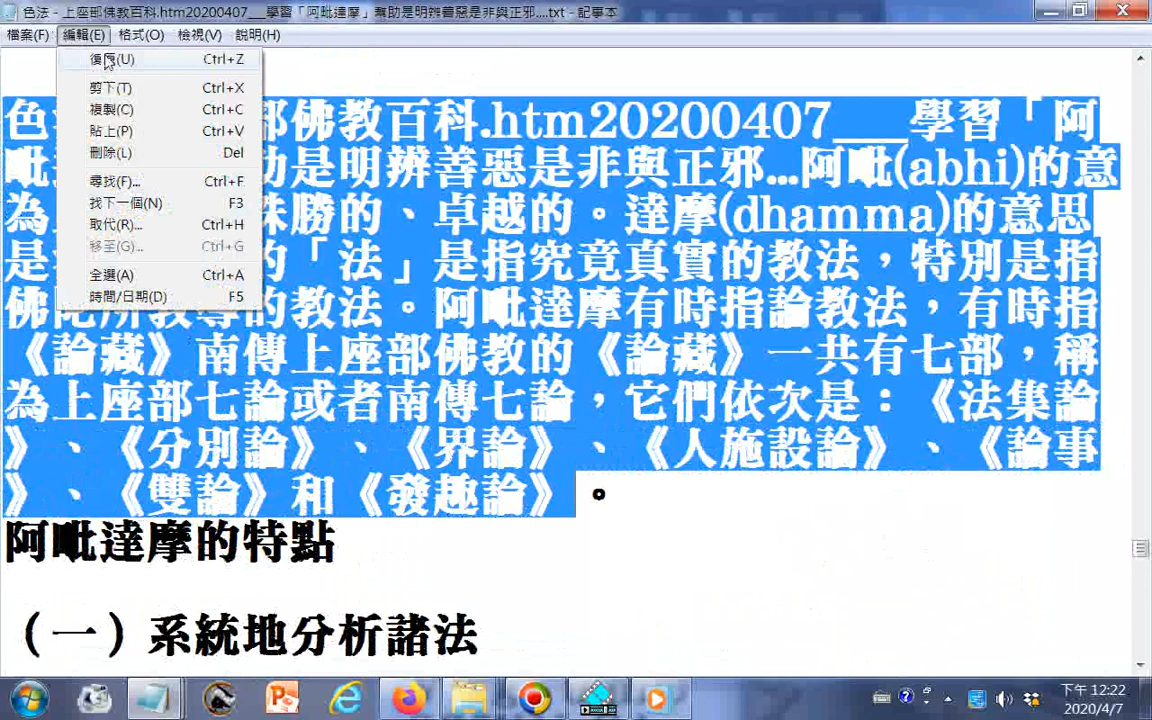 色法 - 上座部佛教百科.htm20200407___學習「阿毗達摩」幫助是明辨善惡是非與正邪....txt - 記事本
檔案(F) 編輯(E) 格式(O) 檢視(V) 說明(H)
復原(U) Ctrl+Z
剪下(T) Ctrl+X
複製(C) Ctrl+C
貼上(P) Ctrl+V
刪除(L) Del
尋找(F)... Ctrl+F
找下一個(N) F3
取代(R)... Ctrl+H
移至(G)... Ctrl+G
全選(A) Ctrl+A
時間/日期(D) F5
色 部佛教百科.htm20200407___學習「阿
毗 助是明辨善惡是非與正邪...阿毗(abhi)的意
為 殊勝的、卓越的。達摩(dhamma)的意思
是 的「法」是指究竟真實的教法，特別是指
佛陀所教導的教法。阿毗達摩有時指論教法，有時指
《論藏》南傳上座部佛教的《論藏》一共有七部，稱
為上座部七論或者南傳七論，它們依次是：《法集論
》、《分別論》、《界論》、《人施設論》、《論事
》、《雙論》和《發趣論》。
阿毗達摩的特點
（一）系統地分析諸法
下午 12:22
2020/4/7